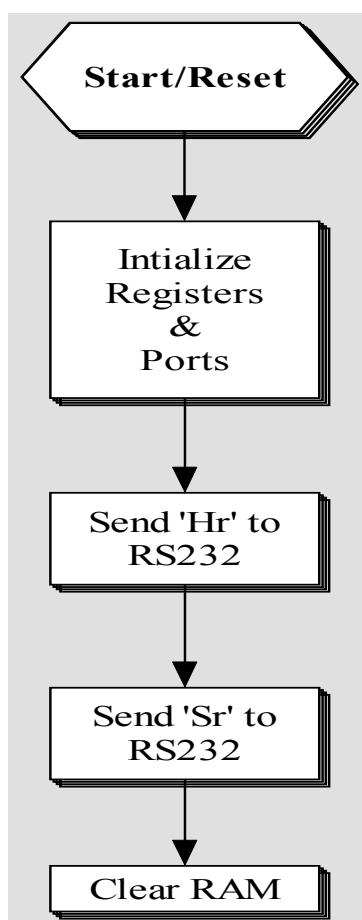 Start/Reset
Intialize
Registers
&
Ports
Send 'Hr' to
RS232
Send 'Sr' to
RS232
Clear RAM